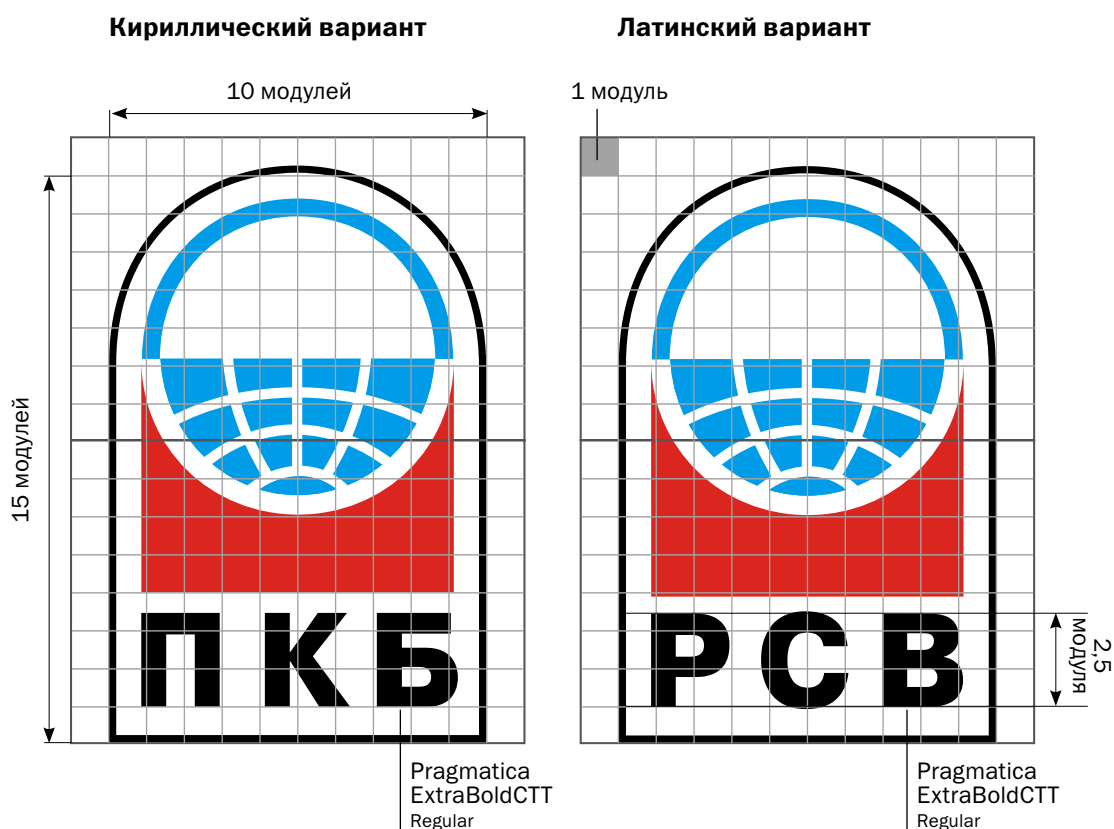 Кириллический вариант
Латинский вариант
10 модулей
1 модуль
15 модулей
ПКБ
РСВ
2,5
модуля
Pragmatica
ExtraBoldCTT
Regular
Pragmatica
ExtraBoldCTT
Regular